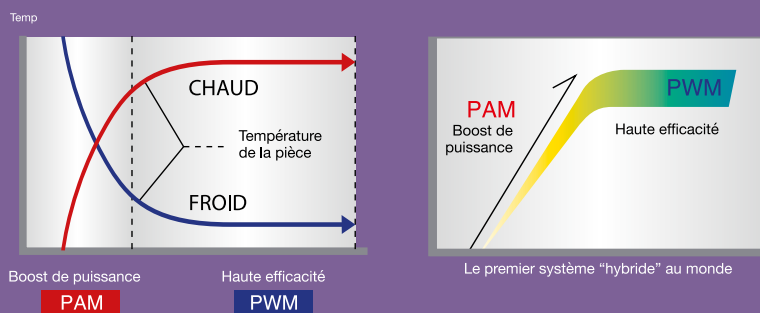 Temp
CHAUD
Température
de la pièce
FROID
Boost de puissance
Haute efficacité
PAM
PWM
PAM
Boost de
puissance
PWM
Haute efficacité
Le premier système “hybride” au monde